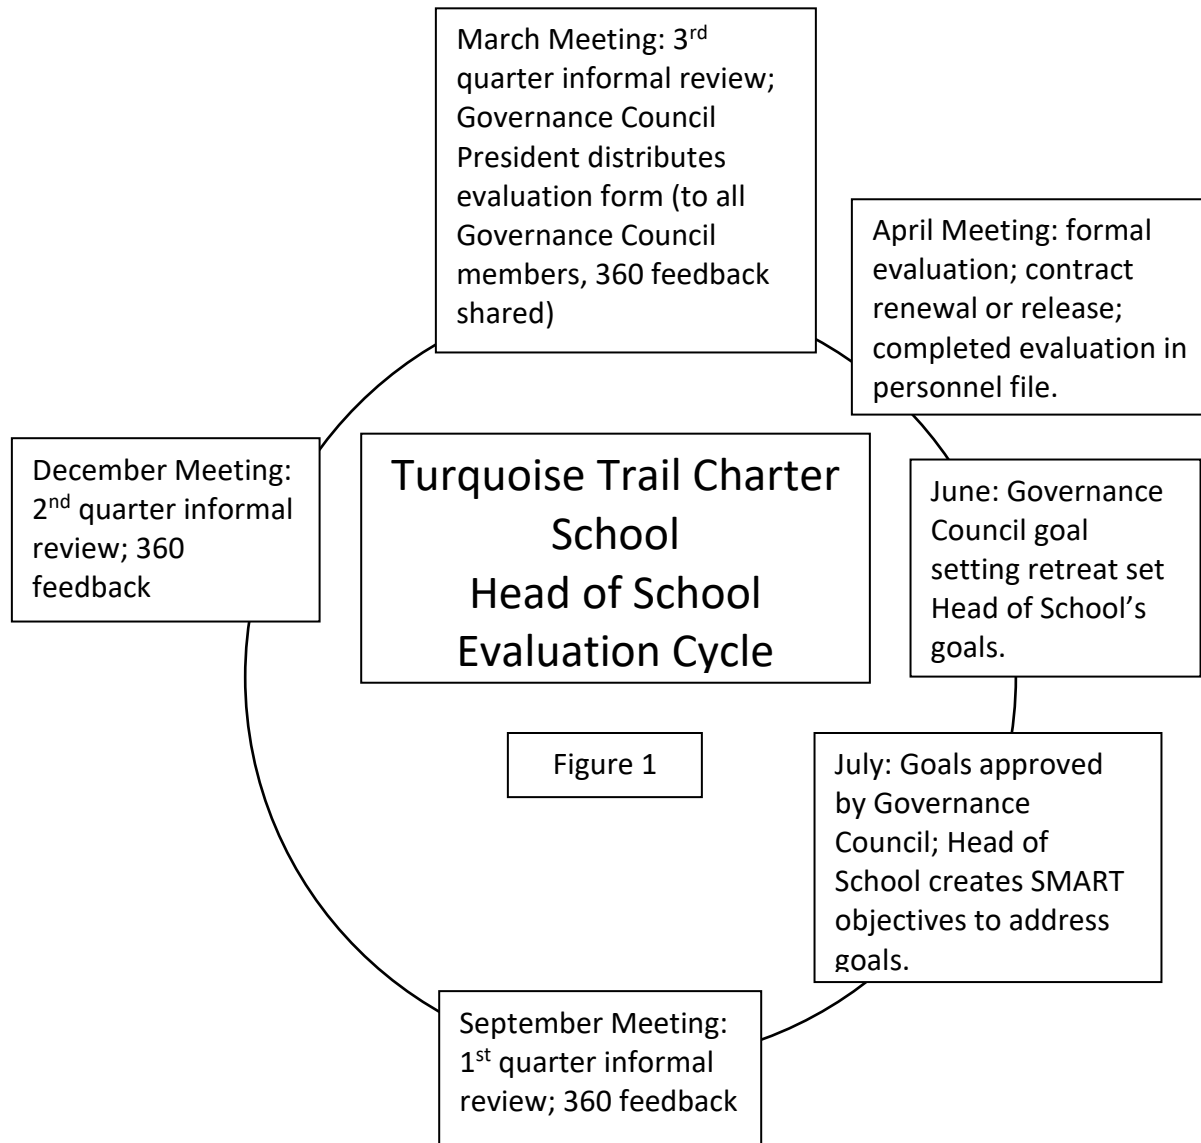 March Meeting: 3rd
quarter informal review;
Governance Council
President distributes
evaluation form (to all
Governance Council
members, 360 feedback
shared)
April Meeting: formal
evaluation; contract
renewal or release;
completed evaluation in
personnel file.
December Meeting:
2nd quarter informal
review; 360
feedback
Turquoise Trail Charter
School
Head of School
Evaluation Cycle
June: Governance
Council goal
setting retreat set
Head of School’s
goals.
Figure 1
July: Goals approved
by Governance
Council; Head of
School creates SMART
objectives to address
goals.
September Meeting:
1st quarter informal
review; 360 feedback